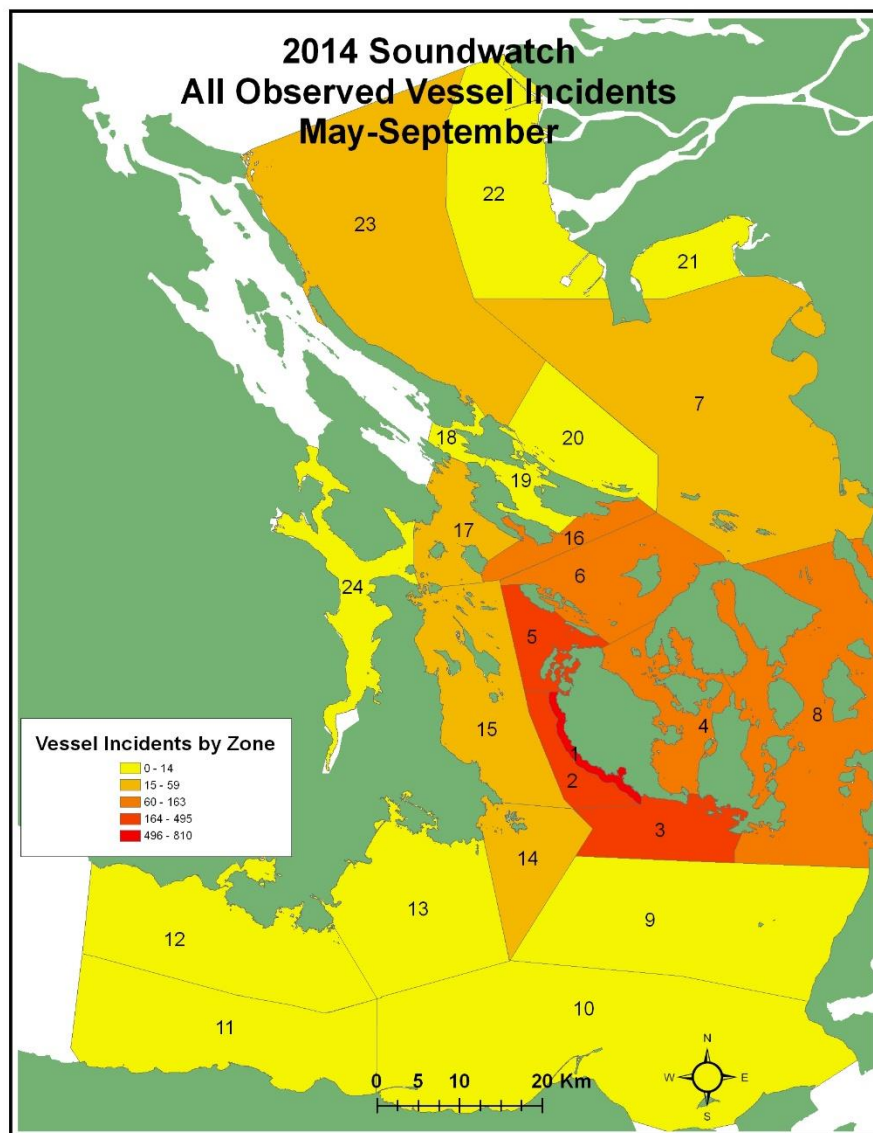 2014 Soundwatch
All Observed Vessel Incidents
May-September
22
23
21
7
20
18
19
17
16
6
24
5
4
8
15
1
2
3
14
Vessel Incidents by Zone
0 - 14
15 - 59
60 - 163
164 - 495
496 - 810
13
9
12
10
11
N
W E
S
0 5 10 20 Km